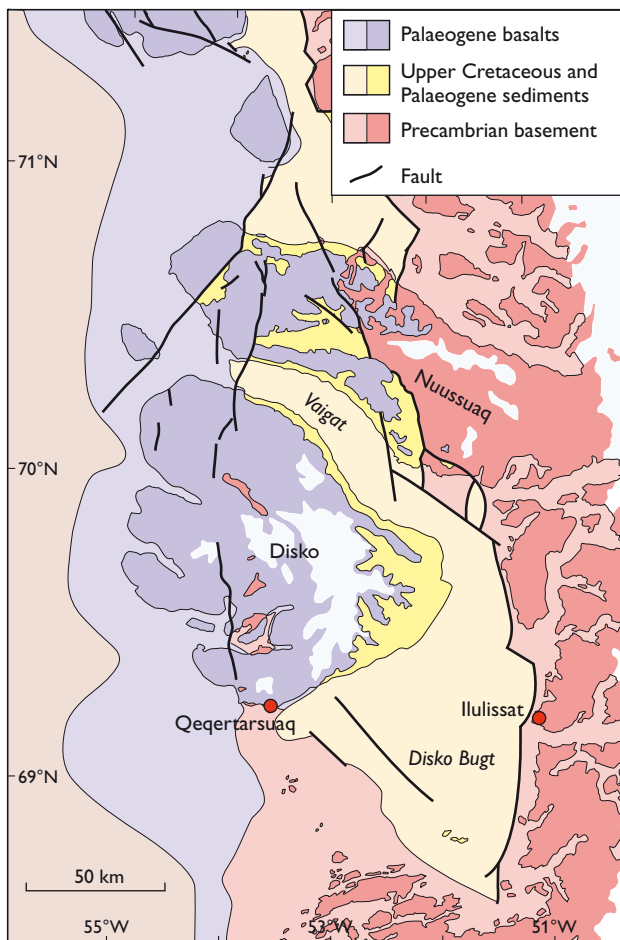 Palaeogene basalts
Upper Cretaceous and
Palaeogene sediments
Precambrian basement
Fault
71°N
Nuussuaq
Vaigat
70°N
Disko
Qeqertarsuaq
Ilulissat
Disko Bugt
69°N
50 km
55°W
53°W
51°W